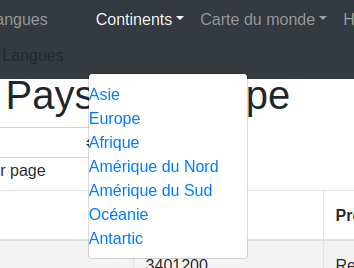 angues Continents Carte du monde H
Langues
Pays pe
Asie
Europe
Afrique
Amérique du Nord
r page
Amérique du Sud
Océanie
Pr
Antartic
3401200 Re